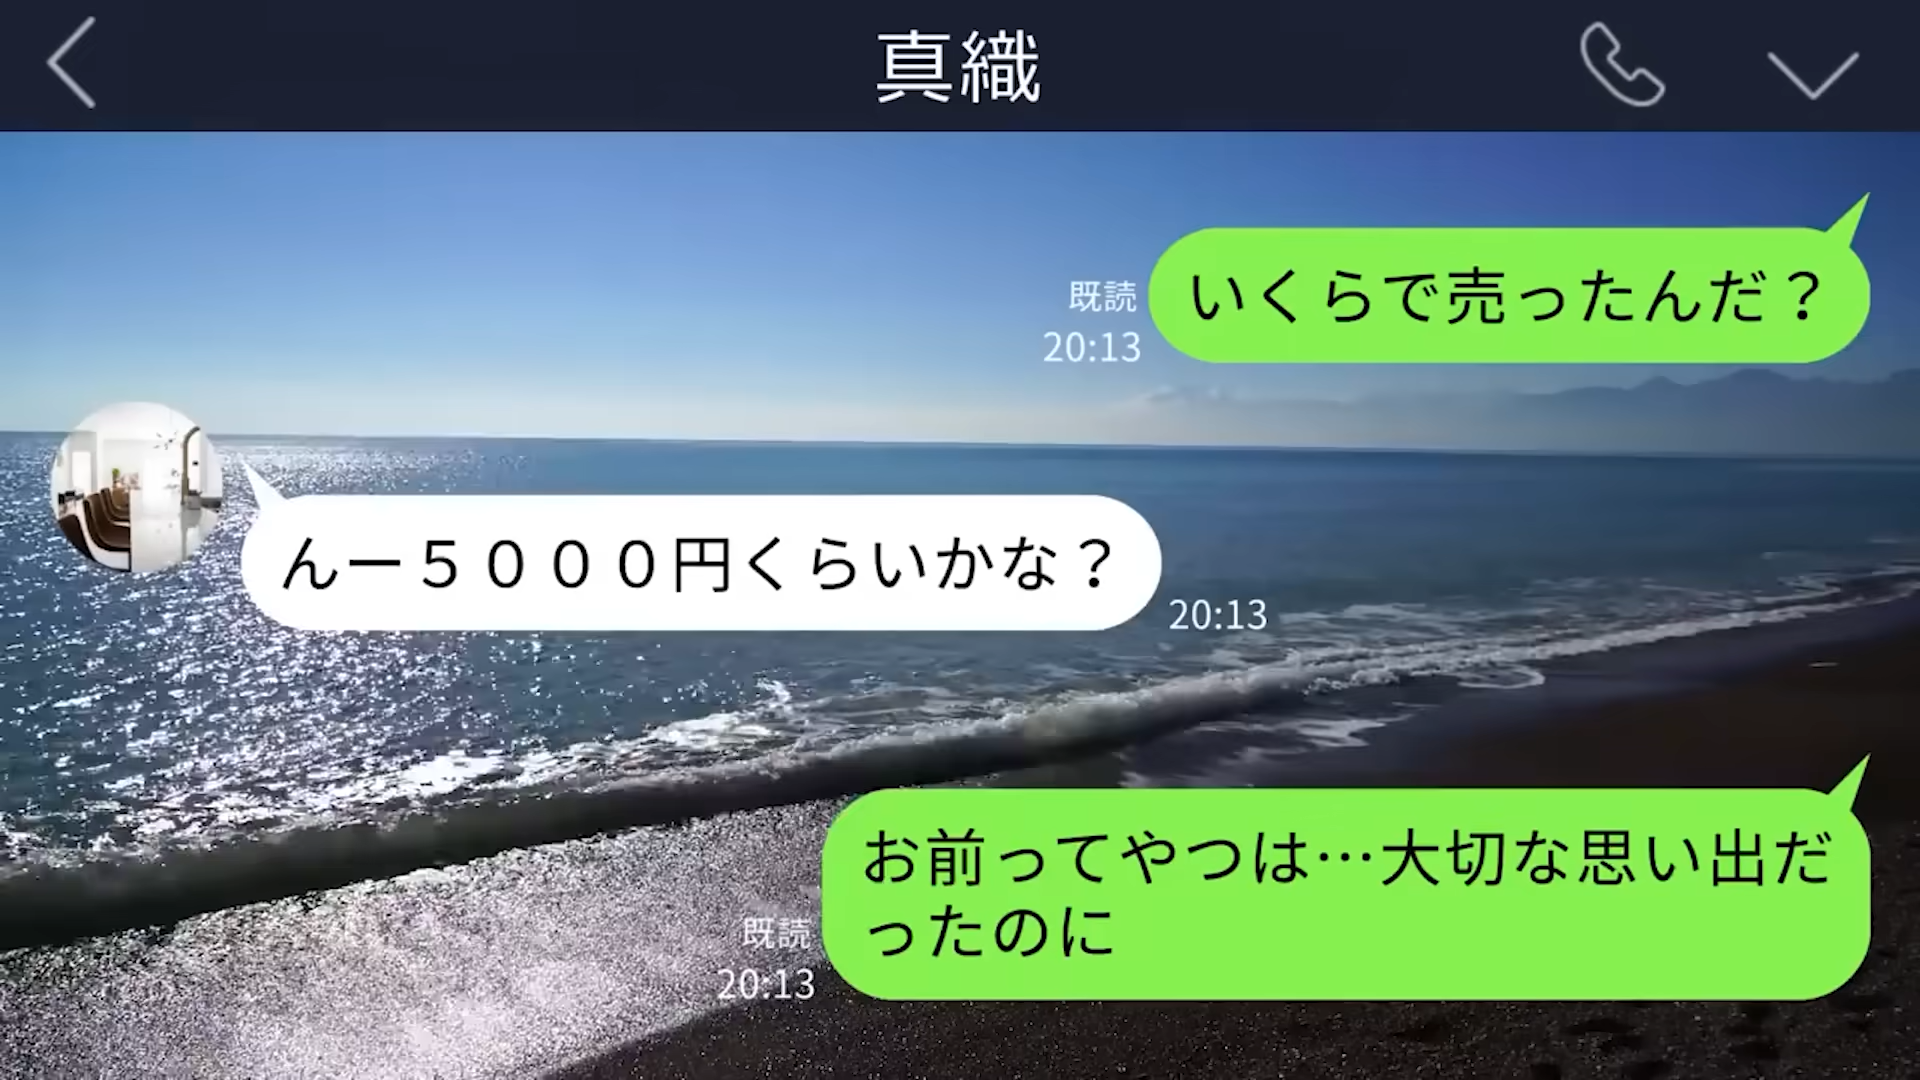 真織
いくらで売ったんだ？
既読
20:13
んー５０００円くらいかな？
20:13
お前ってやつは…大切な思い出だ
ったのに
既読
20:13